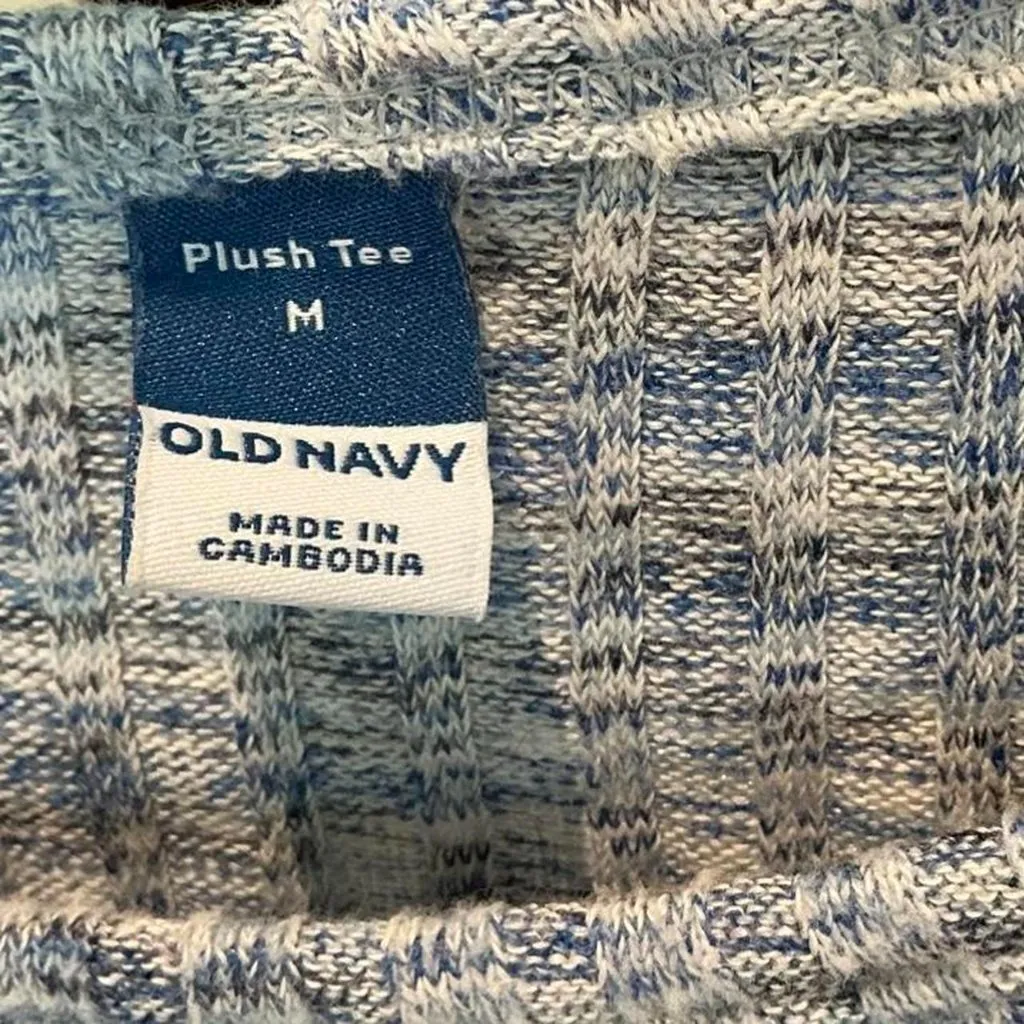 Plush Tee
M
OLD NAVY
MADE IN
CAMBODIA